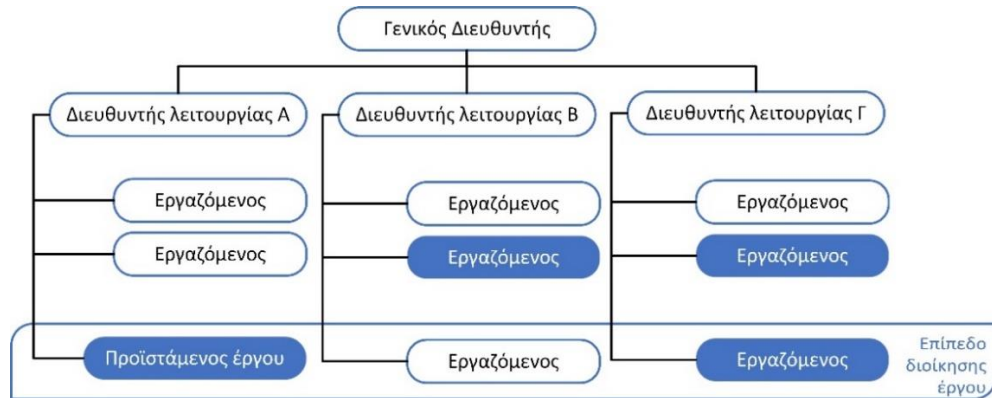 Γενικός Διευθυντής
Διευθυντής λειτουργίας Α
Διευθυντής λειτουργίας Β
Διευθυντής λειτουργίας Γ
Εργαζόμενος
Εργαζόμενος
Εργαζόμενος
Εργαζόμενος
Εργαζόμενος
Εργαζόμενος
Προϊστάμενος έργου
Εργαζόμενος
Εργαζόμενος
Επίπεδο
διοίκησης
έργου